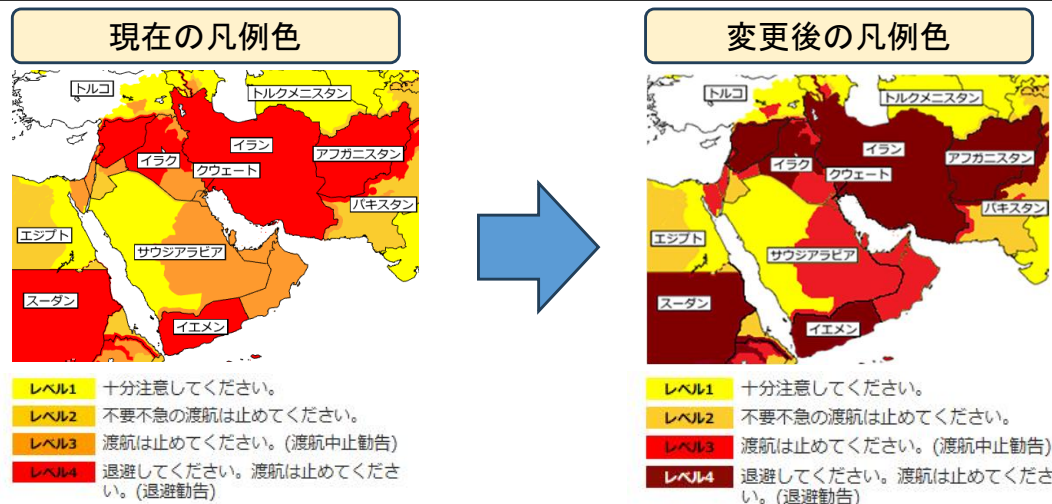 現在の凡例色
トルコ
トルクメニスタン
イラン
アフガニスタン
イラク
クウェート
パキスタン
エジプト
サウジアラビア
スーダン
イエメン
レベル1 十分注意してください。
レベル2 不要不急の渡航は止めてください。
レベル3 渡航は止めてください。(渡航中止勧告)
レベル4 退避してください。渡航は止めてくださ
い。(退避勧告)
変更後の凡例色
トルコ
トルクメニスタン
イラン
アフガニスタン
イラク
クウェート
パキスタン
エジプト
サウジアラビア
スーダン
イエメン
レベル1 十分注意してください。
レベル2 不要不急の渡航は止めてください。
レベル3 渡航は止めてください。(渡航中止勧告)
レベル4 退避してください。渡航は止めてくださ
い。(退避勧告)